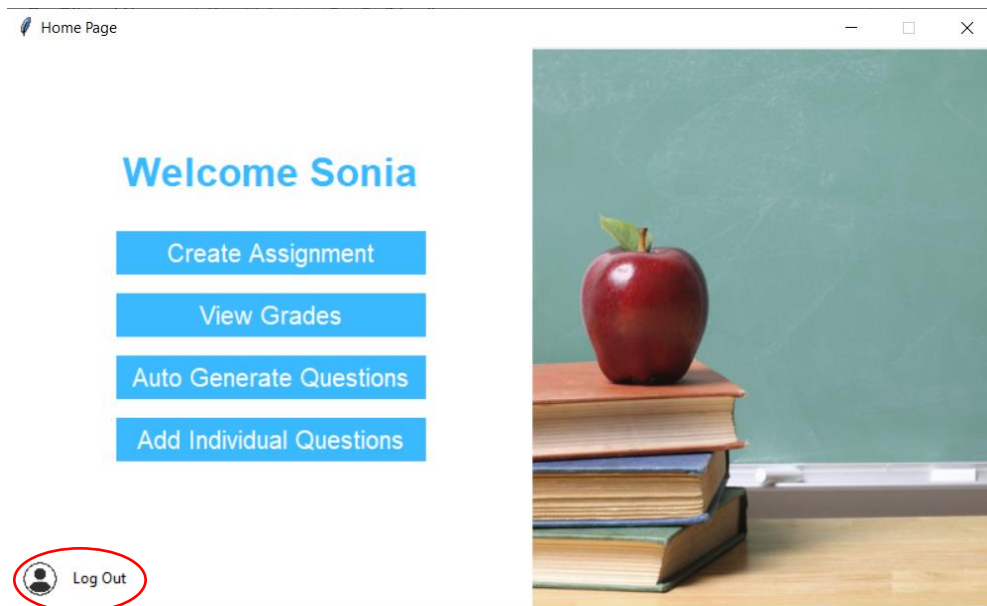 Home Page
Welcome Sonia
Create Assignment
View Grades
Auto Generate Questions
Add Individual Questions
Log Out